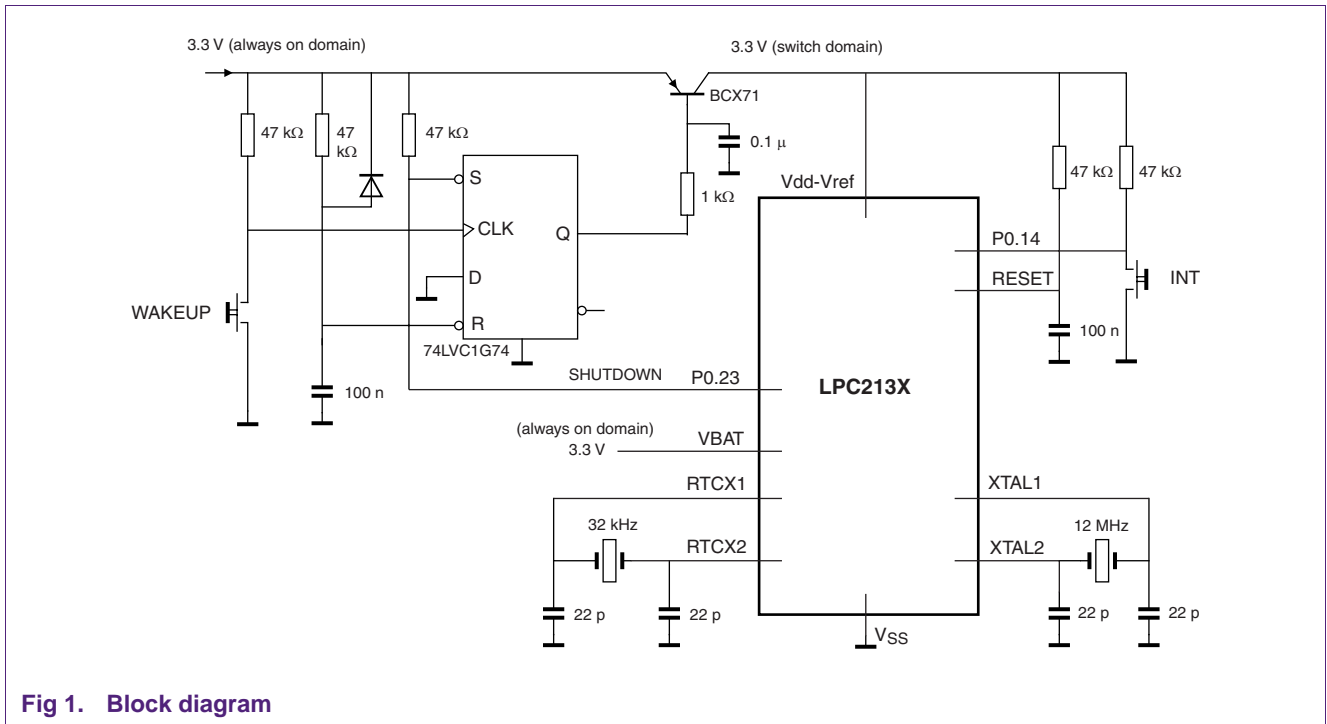 3.3 V (always on domain)
3.3 V (switch domain)
BCX71
47 kΩ
47
kΩ
47 kΩ
0.1 μ
1 kΩ
47 kΩ
47 kΩ
S
CLK
Q
D
R
74LVC1G74
WAKEUP
100 n
Vdd-Vref
P0.14
RESET
INT
100 n
SHUTDOWN
P0.23
LPC213X
(always on domain)
3.3 V
VBAT
RTCX1
XTAL1
32 kHz
12 MHz
RTCX2
XTAL2
22 p
22 p
22 p
22 p
VSS
Fig 1. Block diagram